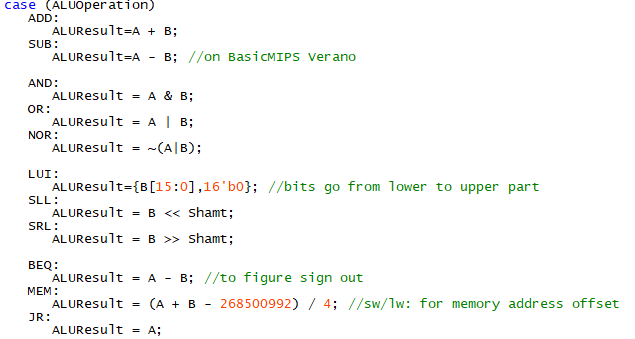 case (ALUOperation)
ADD:
ALUResult=A + B;
SUB:
ALUResult=A - B; //on BasicMIPS Verano
AND:
ALUResult = A & B;
OR:
ALUResult = A | B;
NOR:
ALUResult = ~(A|B);
LUI:
ALUResult={B[15:0],16'b0}; //bits go from lower to upper part
SLL:
ALUResult = B << Shamt;
SRL:
ALUResult = B >> Shamt;
BEQ:
ALUResult = A - B; //to figure sign out
MEM:
ALUResult = (A + B - 268500992) / 4; //sw/lw: for memory address offset
JR:
ALUResult = A;